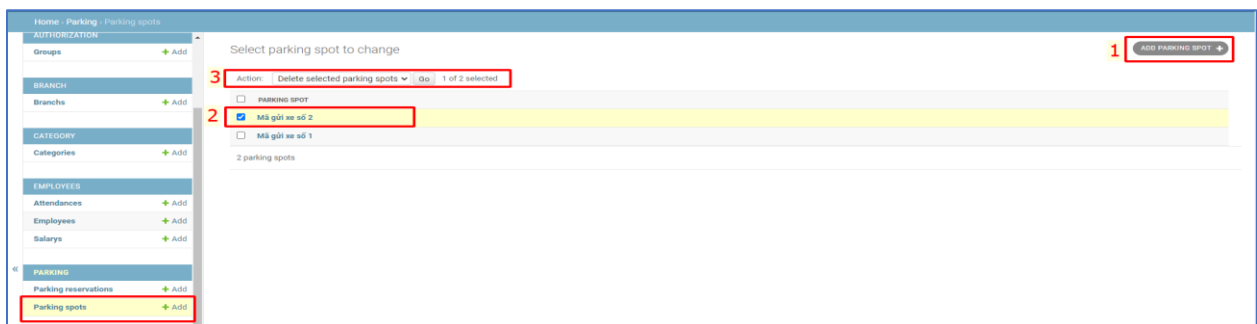 Home › Parking › Parking spots
AUTHORIZATION
Groups + Add
BRANCH
Branchs + Add
CATEGORY
Categories + Add
EMPLOYEES
Attendances + Add
Employees + Add
Salarys + Add
«
PARKING
Parking reservations + Add
Parking spots + Add
Select parking spot to change
1
ADD PARKING SPOT +
3
Action: Delete selected parking spots Go 1 of 2 selected
PARKING SPOT
2
Mã gửi xe số 2
Mã gửi xe số 1
2 parking spots